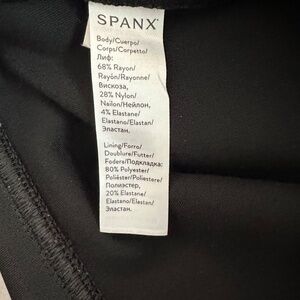 SPANX
Body/Cuerpo/
Corps/Corpetto/
Лиф:
68% Rayon/
Rayón/Rayonne/
Вискоза,
28% Nylon/
Nailon/Нейлон,
4% Elastane/
Elastano/Elastan/
Эластан.
Lining/Forro/
Doublure/Futter/
Fodere/Подкладка:
80% Polyester/
Poliéster/Poliestere/
Полиэстер,
20% Elastane/
Elastano/Elastan/
Эластан.